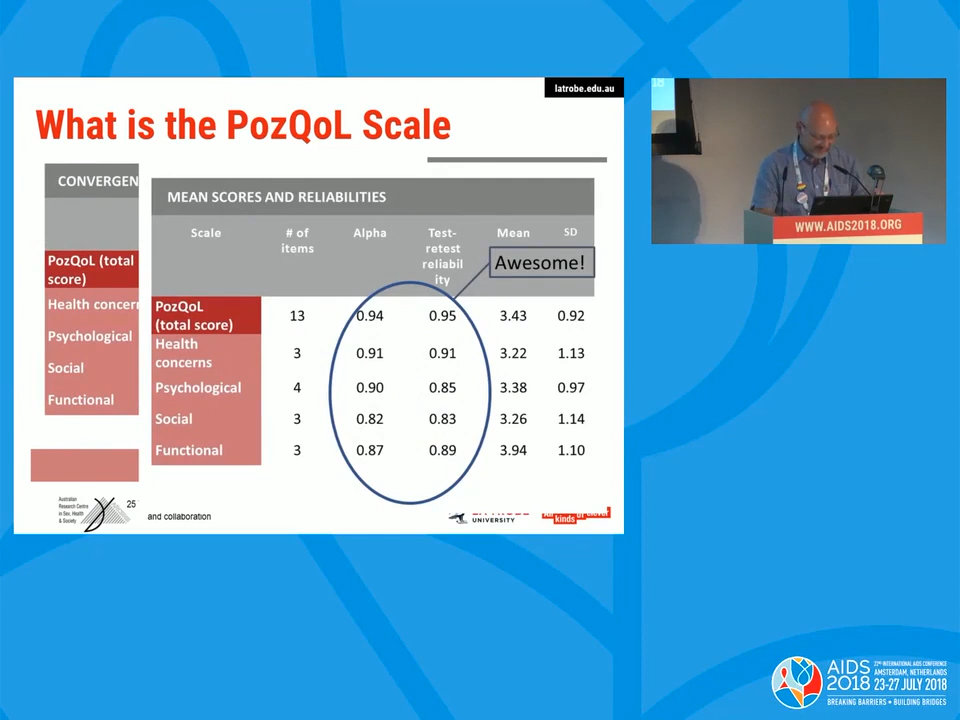 latrobe.edu.au
What is the PozQoL Scale
CONVERGEN
PozQoL (total
score)
Health concer
Psychological
Social
Functional
MEAN SCORES AND RELIABILITIES
Scale # of items Alpha Test-retest reliability Mean SD
Awesome!
PozQoL (total score) 13 0.94 0.95 3.43 0.92
Health concerns 3 0.91 0.91 3.22 1.13
Psychological 4 0.90 0.85 3.38 0.97
Social 3 0.82 0.83 3.26 1.14
Functional 3 0.87 0.89 3.94 1.10
Australian
Research Centre
in Sex, Health
& Society
25
and collaboration
UNIVERSITY
kinds
WWW.AIDS2018.ORG
AIDS 2018
22ND INTERNATIONAL AIDS CONFERENCE
AMSTERDAM, NETHERLANDS
23-27 JULY 2018
BREAKING BARRIERS • BUILDING BRIDGES